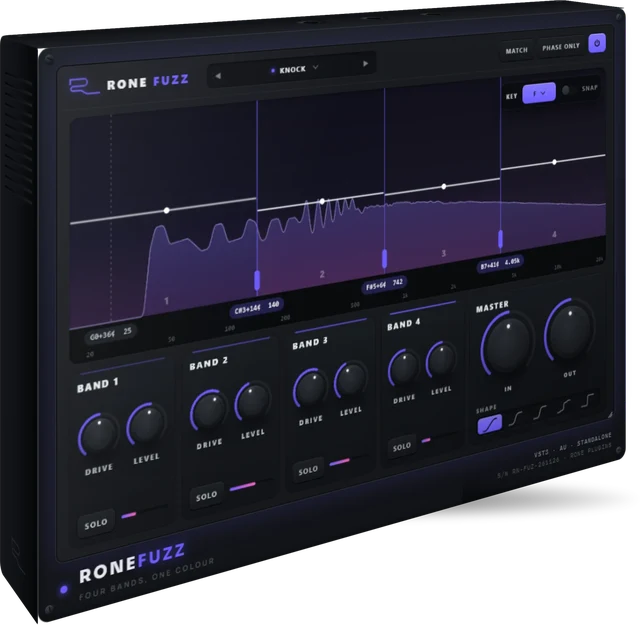 RONE FUZZ
KNOCK
MATCH
PHASE ONLY
KEY
F
SNAP
1
2
3
4
G0+36¢ 25
C#3+14¢ 140
F#5+6¢ 742
B7+41¢ 4.05k
20
50
100
200
500
1k
2k
5k
10k
20k
BAND 1
DRIVE
LEVEL
SOLO
BAND 2
DRIVE
LEVEL
SOLO
BAND 3
DRIVE
LEVEL
SOLO
BAND 4
DRIVE
LEVEL
SOLO
MASTER
IN
OUT
SHAPE
VST3 · AU · STANDALONE
RONEFUZZ
FOUR BANDS, ONE COLOUR